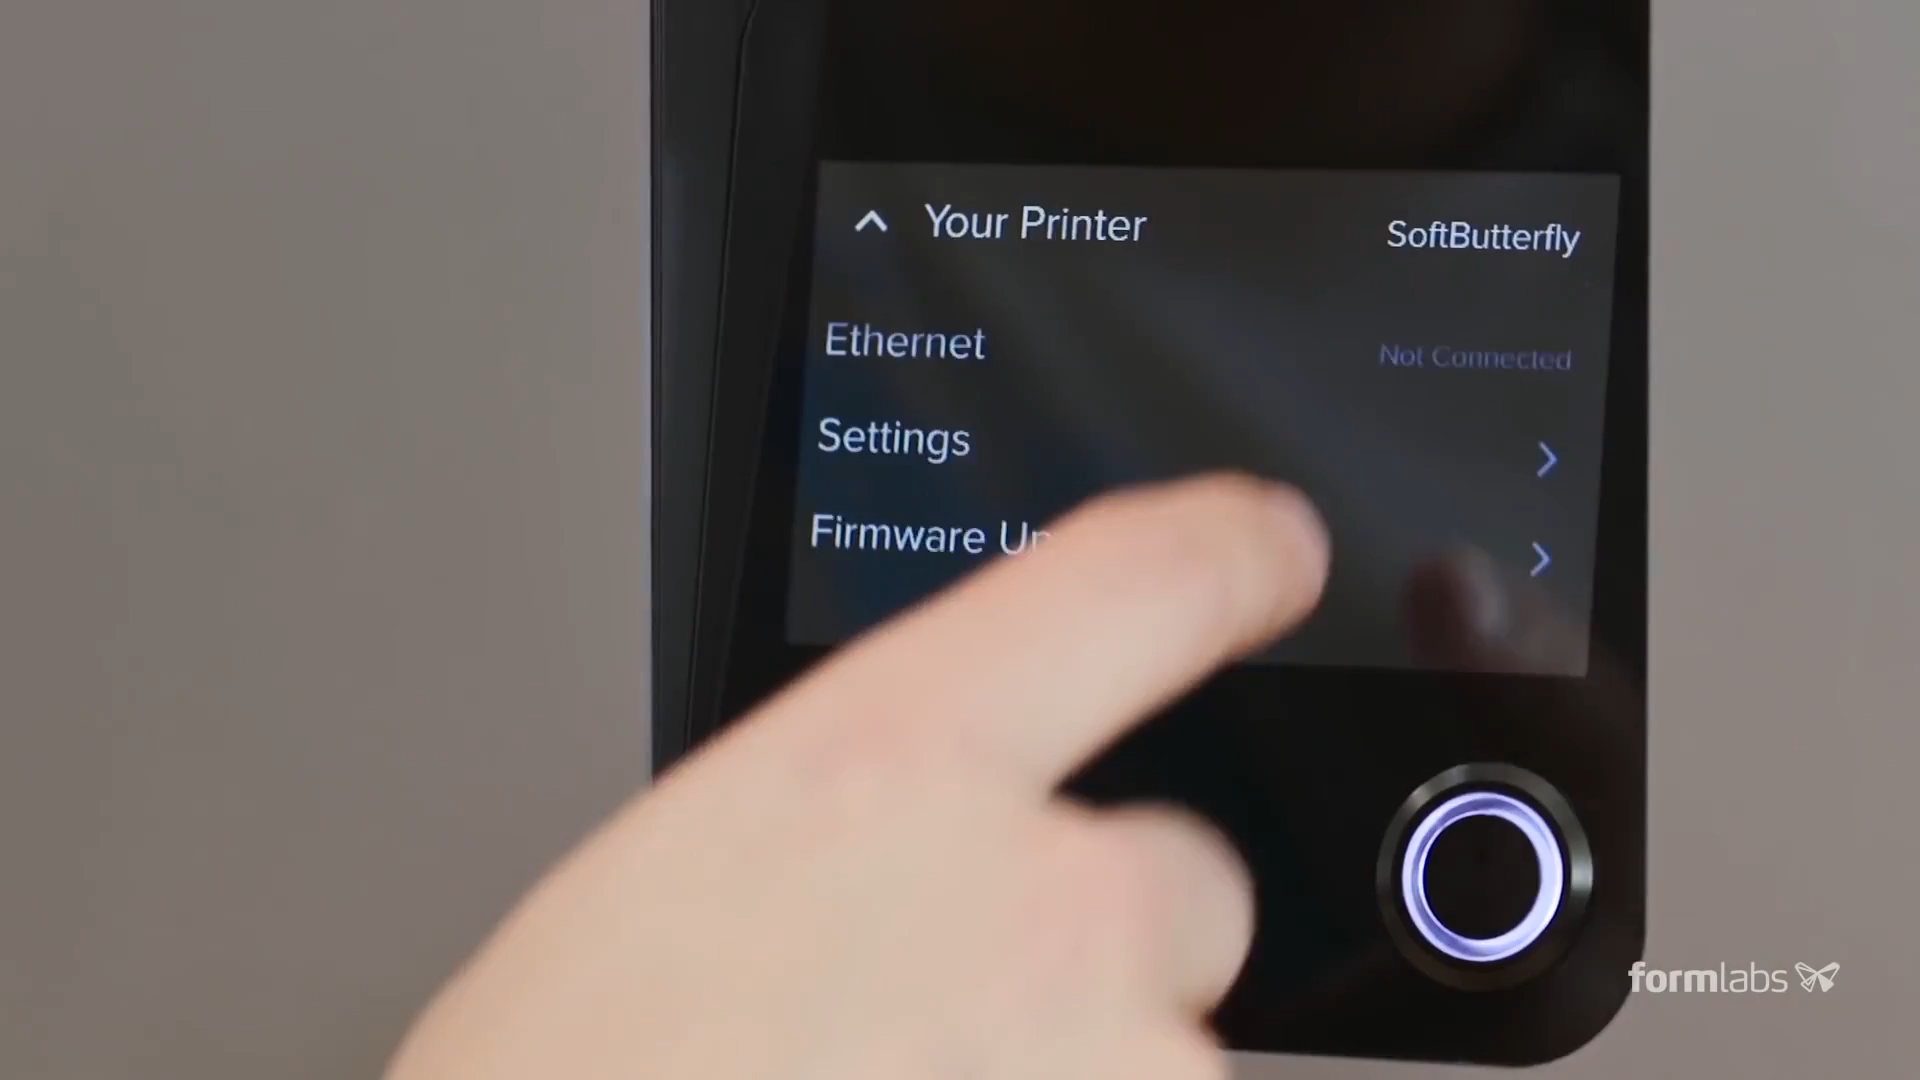 Your Printer
SoftButterfly
Ethernet
Not Connected
Settings
Firmware
formlabs